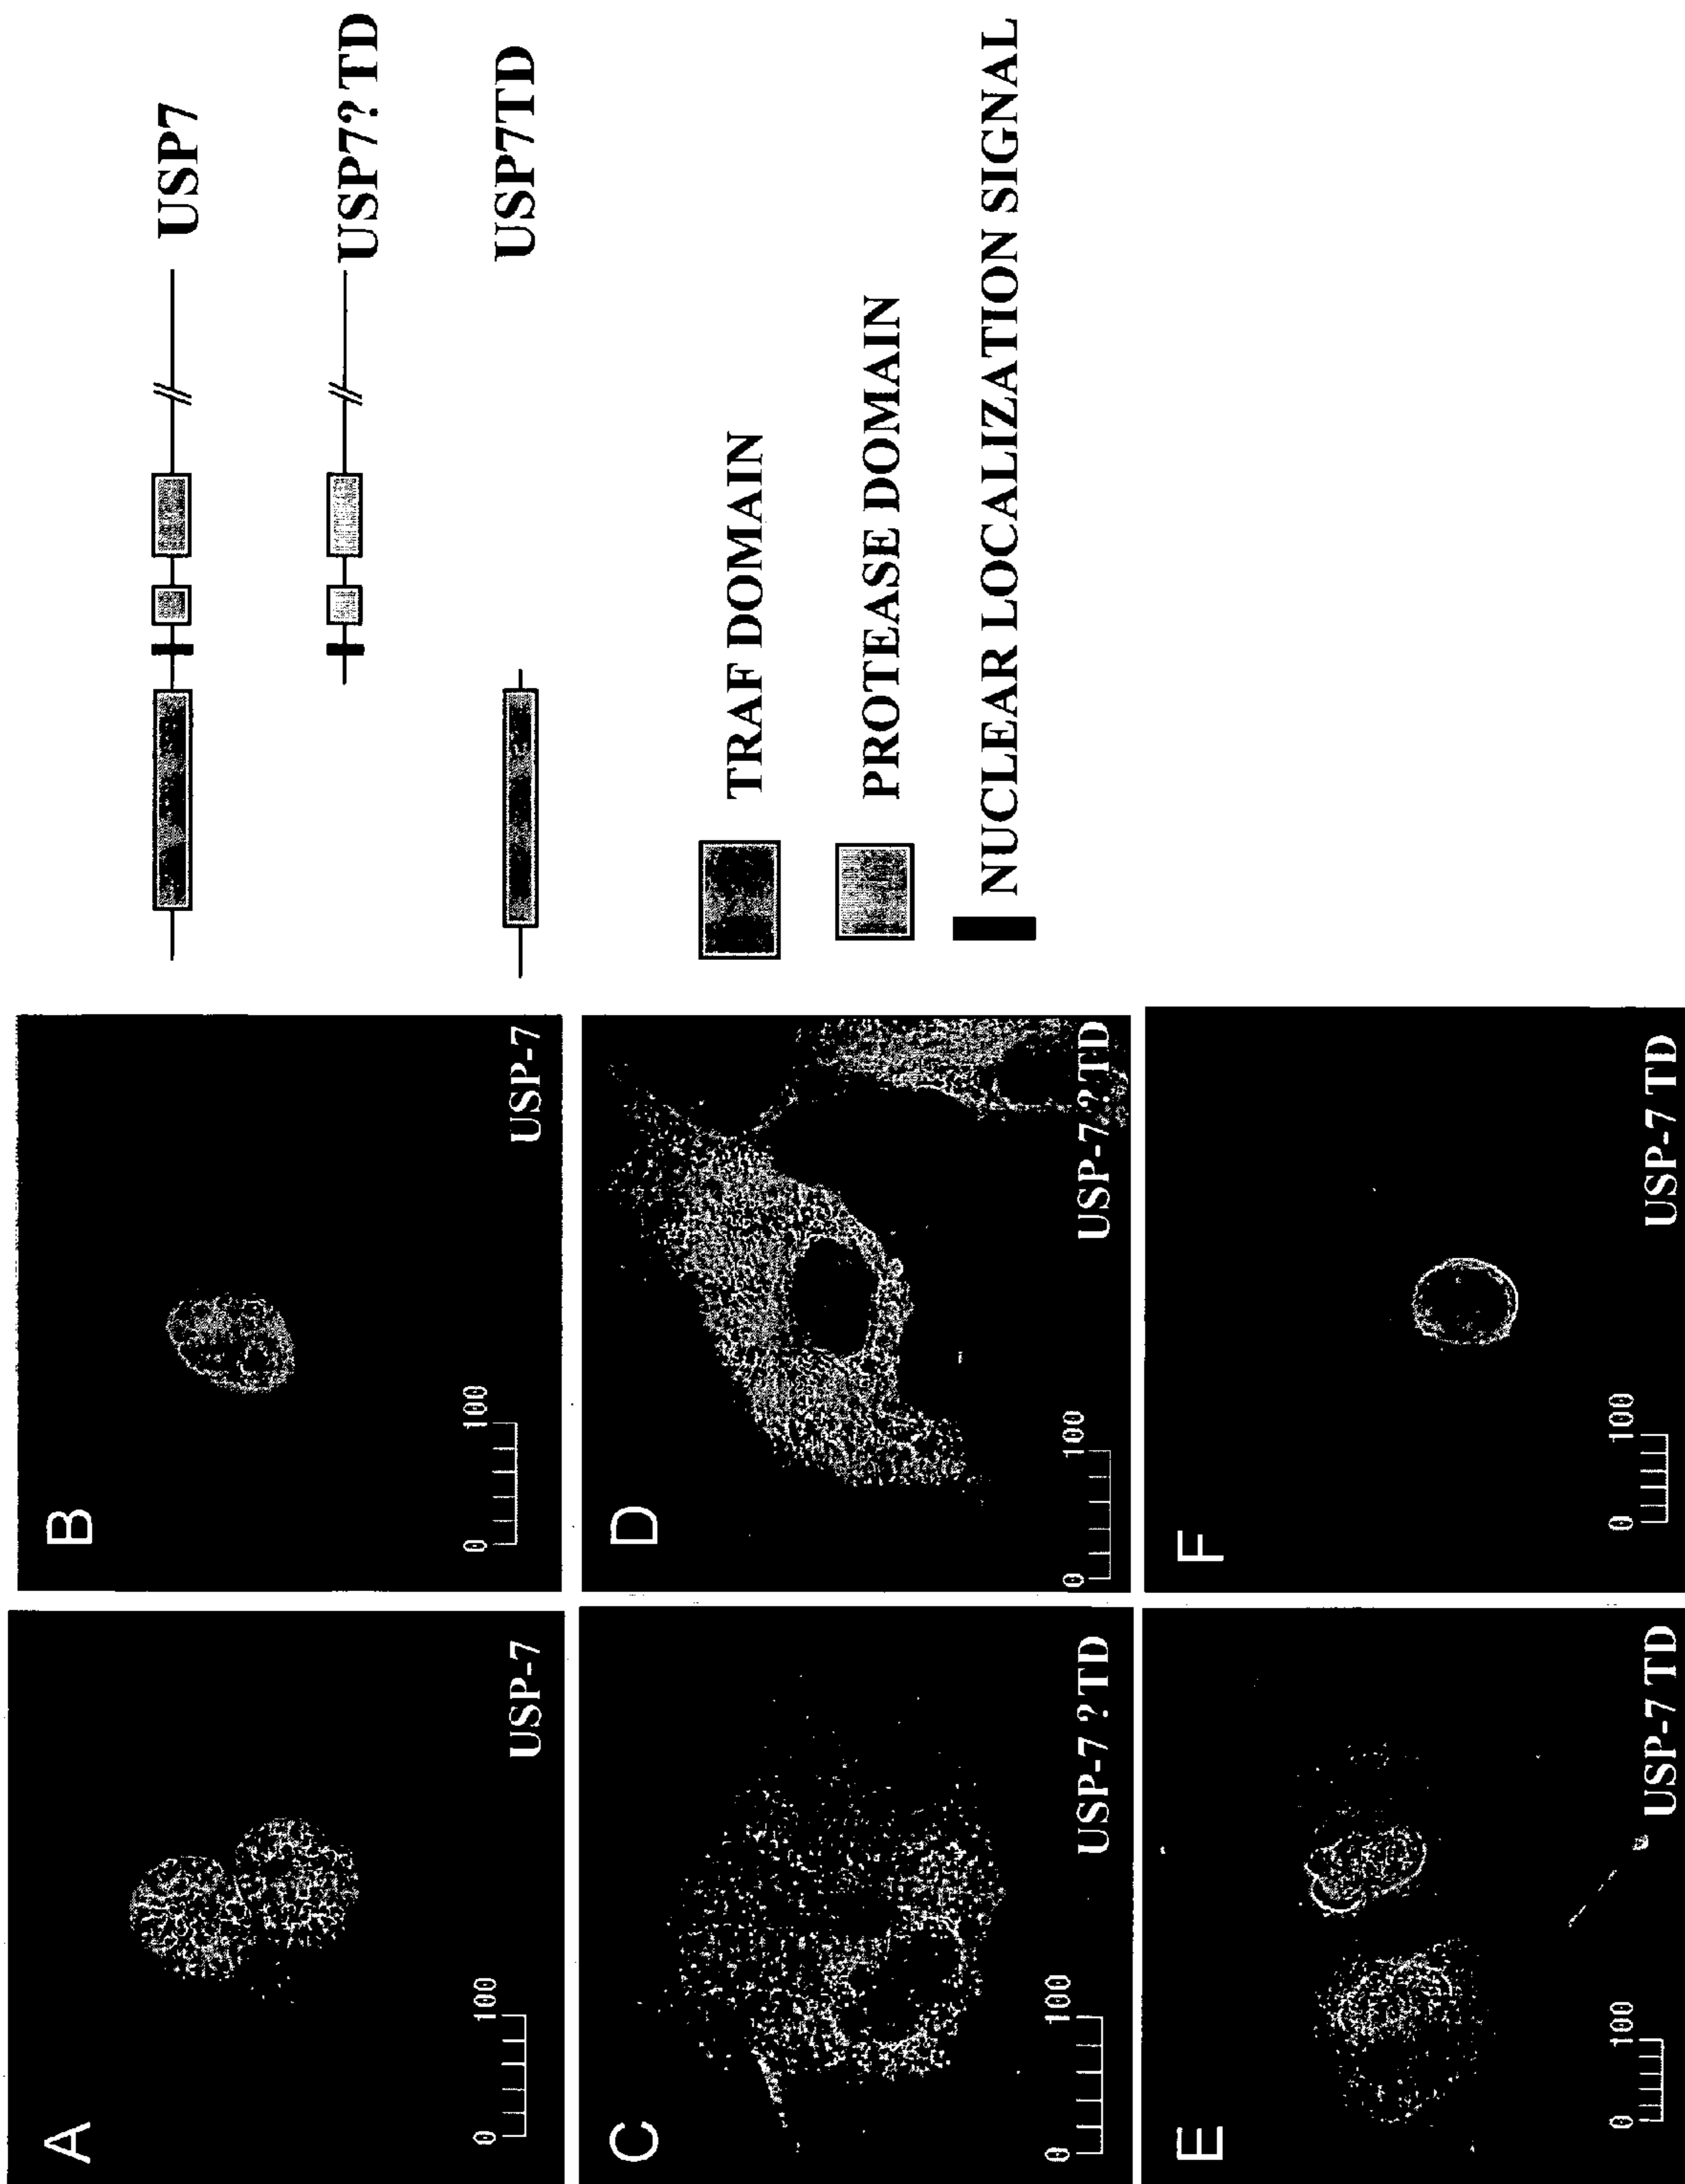 A
USP-7
0 100
B
USP-7
0 100
C
USP-7 ? TD
0 100
D
USP-7?TD
0 100
E
USP-7 TD
0 100
F
USP-7 TD
0 100
USP7
USP7?TD
USP7TD
TRAF DOMAIN
PROTEASE DOMAIN
NUCLEAR LOCALIZATION SIGNAL